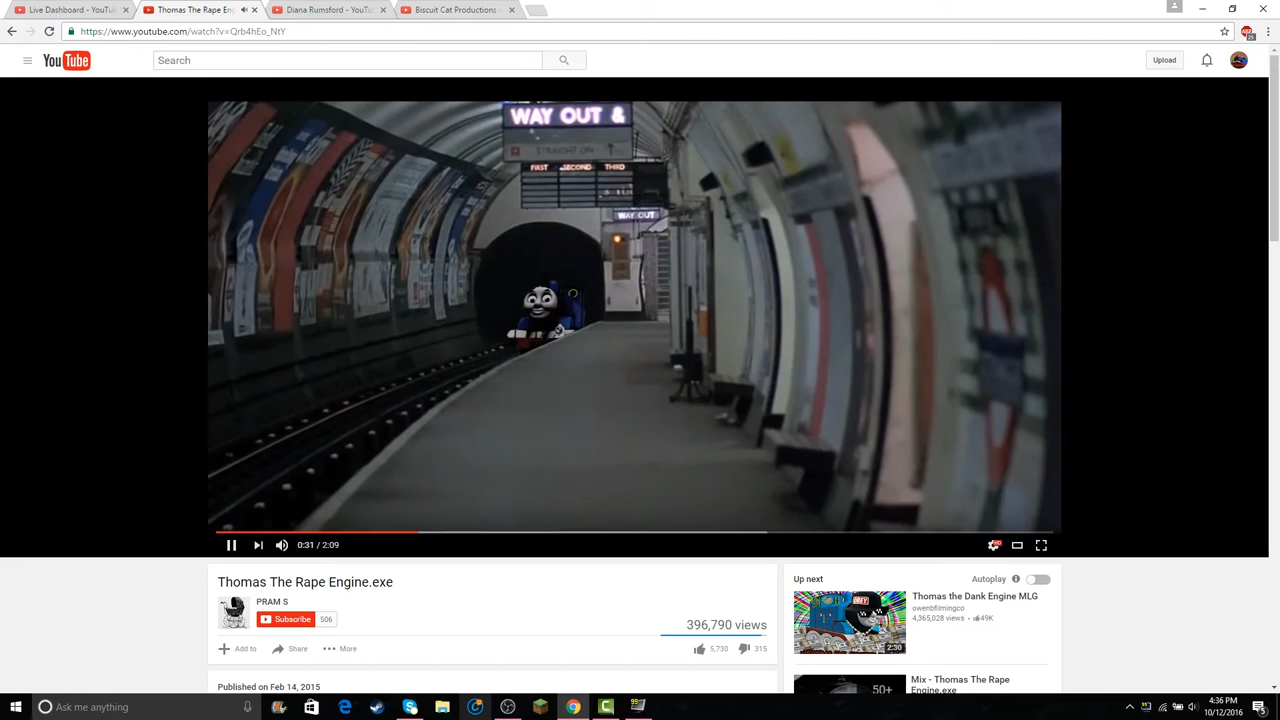 Live Dashboard - YouTu
Thomas The Rape Eng
Diana Rumsford - YouTu
Biscuit Cat Productions -
https://www.youtube.com/watch?v=Qrb4hEo_NtY
YouTube
Search
Upload
WAY OUT &
STRAIGHT ON
FIRST SECOND THIRD
WAY OUT
0:31 / 2:09
HD
Thomas The Rape Engine.exe
PRAM S
Subscribe 506
396,790 views
Add to Share More
5,730 315
Published on Feb 14, 2015
Up next
Autoplay
Thomas the Dank Engine MLG
owenbfilmingco
4,365,028 views • 49K
OBEY
2:30
Mix - Thomas The Rape
Engine.exe
50+
Ask me anything
4:36 PM
10/12/2016